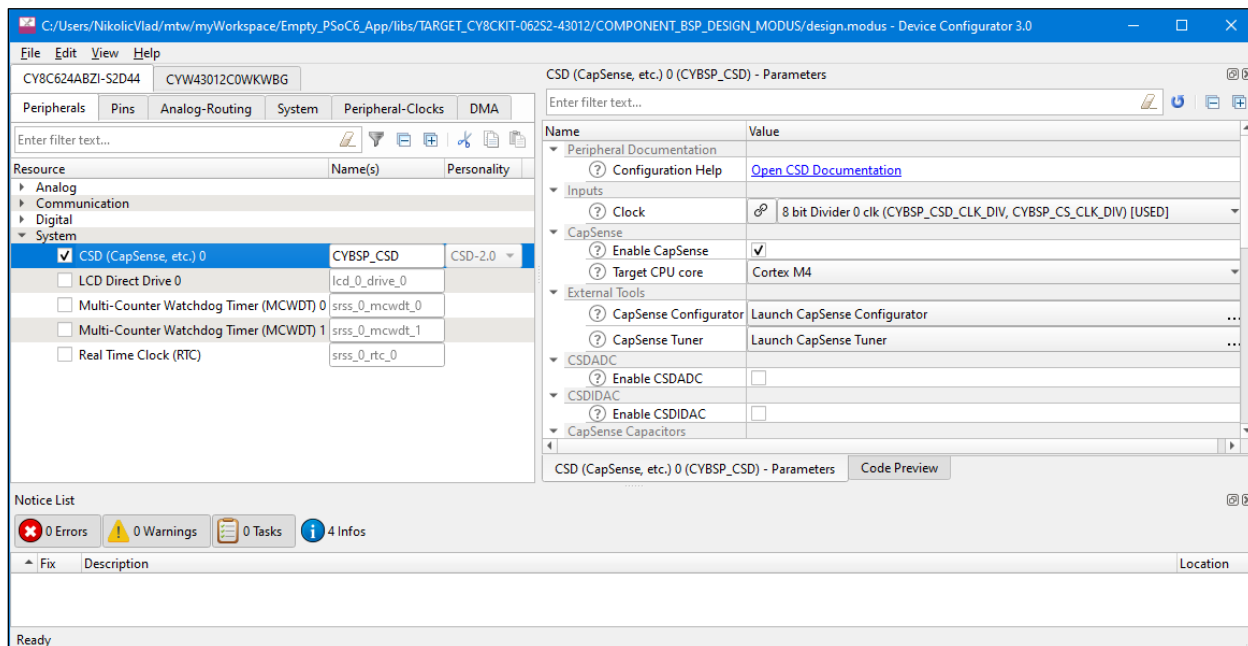 C:/Users/NikolicVlad/mtw/myWorkspace/Empty_PSoC6_App/libs/TARGET_CY8CKIT-062S2-43012/COMPONENT_BSP_DESIGN_MODUS/design.modus - Device Configurator 3.0
File Edit View Help
CY8C624ABZI-S2D44 CYW43012C0WKWBG
Peripherals Pins Analog-Routing System Peripheral-Clocks DMA
Enter filter text...
Resource Name(s) Personality
Analog
Communication
Digital
System
CSD (CapSense, etc.) 0 CYBSP_CSD CSD-2.0
LCD Direct Drive 0 lcd_0_drive_0
Multi-Counter Watchdog Timer (MCWDT) 0 srss_0_mcwdt_0
Multi-Counter Watchdog Timer (MCWDT) 1 srss_0_mcwdt_1
Real Time Clock (RTC) srss_0_rtc_0
CSD (CapSense, etc.) 0 (CYBSP_CSD) - Parameters
Enter filter text...
Name Value
Peripheral Documentation
Configuration Help Open CSD Documentation
Inputs
Clock 8 bit Divider 0 clk (CYBSP_CSD_CLK_DIV, CYBSP_CS_CLK_DIV) [USED]
CapSense
Enable CapSense
Target CPU core Cortex M4
External Tools
CapSense Configurator Launch CapSense Configurator ...
CapSense Tuner Launch CapSense Tuner ...
CSDADC
Enable CSDADC
CSDIDAC
Enable CSDIDAC
CapSense Capacitors
CSD (CapSense, etc.) 0 (CYBSP_CSD) - Parameters Code Preview
Notice List
0 Errors 0 Warnings 0 Tasks 4 Infos
Fix Description Location
Ready